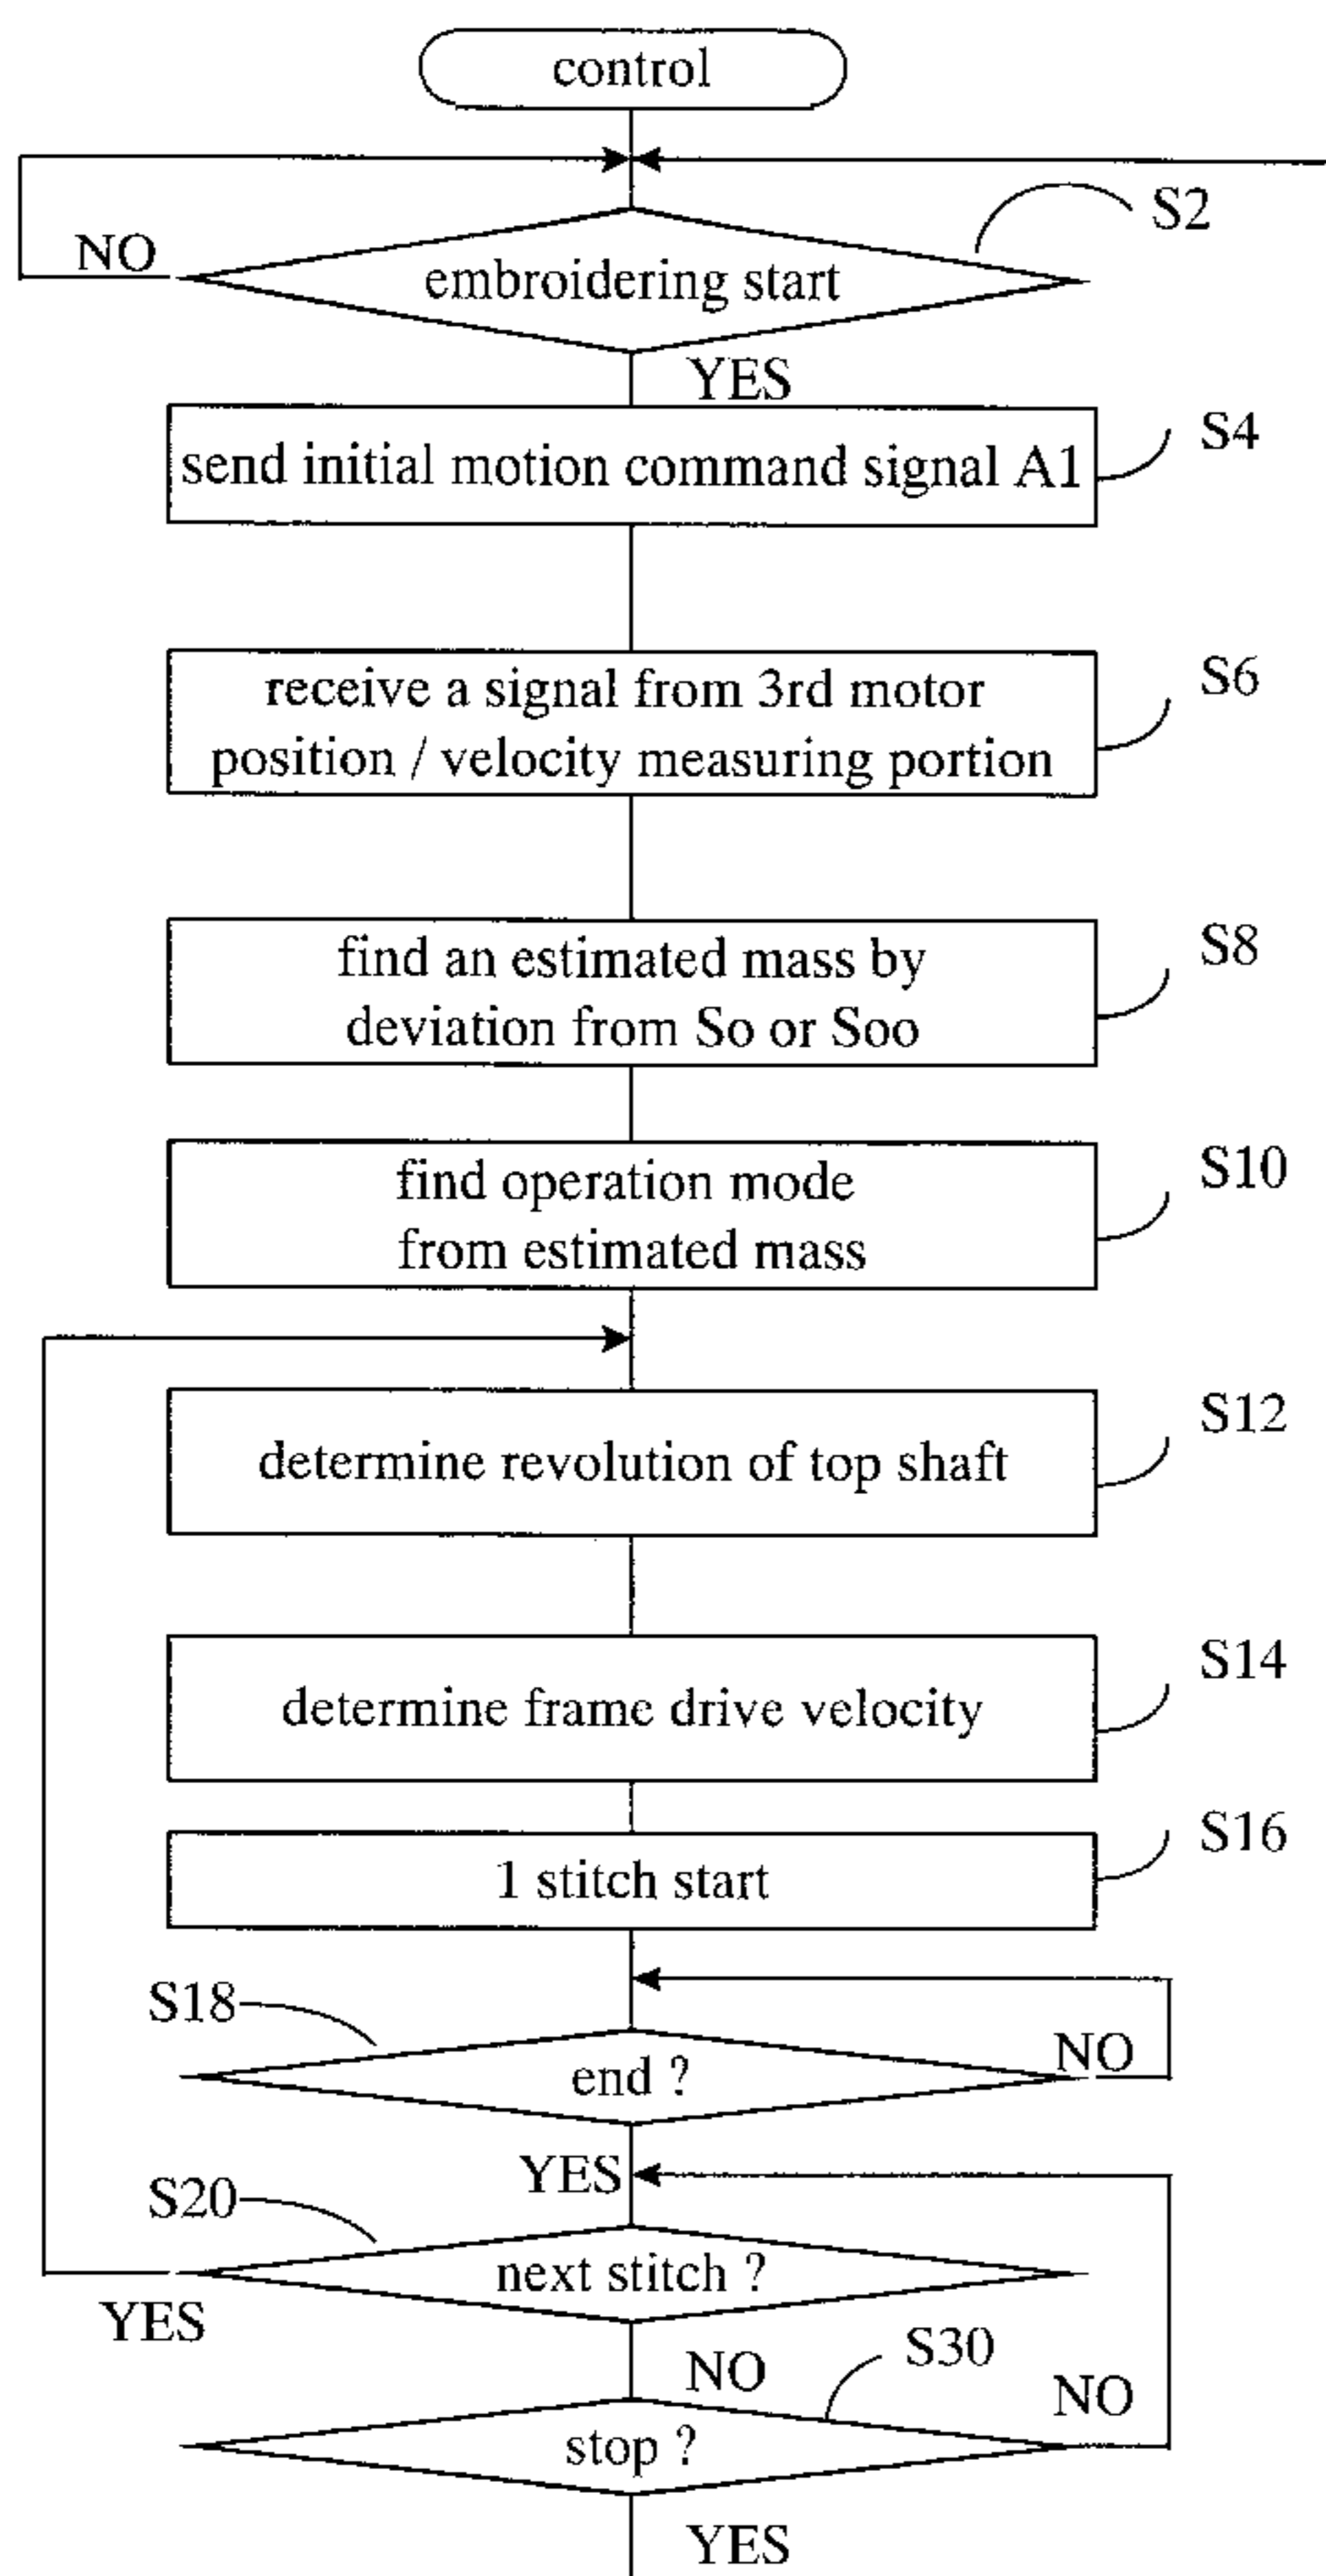 control
S2
NO
embroidering start
YES
S4
send initial motion command signal A1
S6
receive a signal from 3rd motor
position / velocity measuring portion
S8
find an estimated mass by
deviation from So or Soo
S10
find operation mode
from estimated mass
S12
determine revolution of top shaft
S14
determine frame drive velocity
S16
1 stitch start
S18
NO
end ?
YES
S20
next stitch ?
YES
NO
S30
NO
stop ?
YES